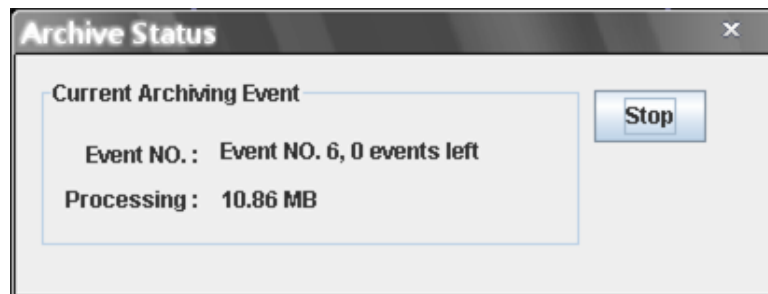 Archive Status
Current Archiving Event
Stop
Event NO. : Event NO. 6, 0 events left
Processing : 10.86 MB